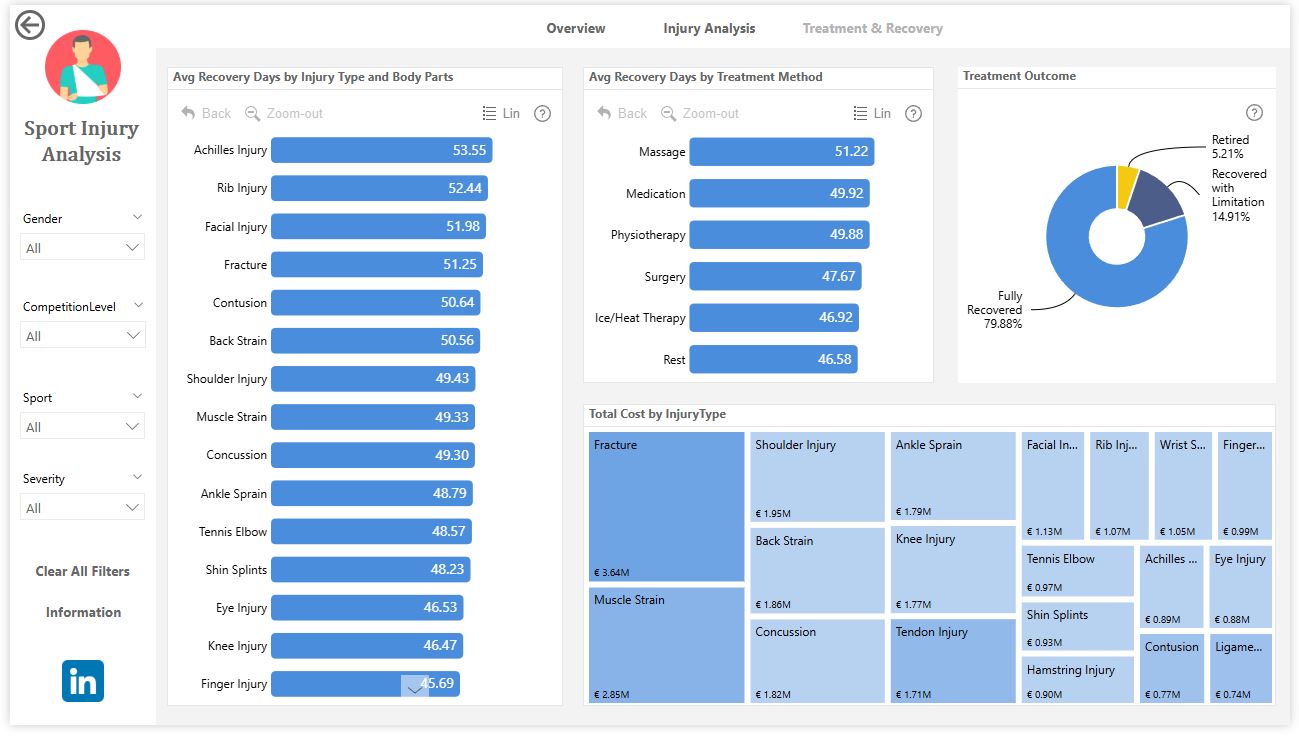 Overview
Injury Analysis
Treatment & Recovery
Sport Injury
Analysis
Gender
All
CompetitionLevel
All
Sport
All
Severity
All
Clear All Filters
Information
in
Avg Recovery Days by Injury Type and Body Parts
Back
Zoom-out
Lin
?
Achilles Injury 53.55
Rib Injury 52.44
Facial Injury 51.98
Fracture 51.25
Contusion 50.64
Back Strain 50.56
Shoulder Injury 49.43
Muscle Strain 49.33
Concussion 49.30
Ankle Sprain 48.79
Tennis Elbow 48.57
Shin Splints 48.23
Eye Injury 46.53
Knee Injury 46.47
Finger Injury 45.69
Avg Recovery Days by Treatment Method
Back
Zoom-out
Lin
?
Massage 51.22
Medication 49.92
Physiotherapy 49.88
Surgery 47.67
Ice/Heat Therapy 46.92
Rest 46.58
Treatment Outcome
?
Retired
5.21%
Recovered
with
Limitation
14.91%
Fully
Recovered
79.88%
Total Cost by InjuryType
Fracture
€ 3.64M
Muscle Strain
€ 2.85M
Shoulder Injury
€ 1.95M
Back Strain
€ 1.86M
Concussion
€ 1.82M
Ankle Sprain
€ 1.79M
Knee Injury
€ 1.77M
Tendon Injury
€ 1.71M
Facial In...
€ 1.13M
Rib Inj...
€ 1.07M
Wrist S...
€ 1.05M
Finger...
€ 0.99M
Tennis Elbow
€ 0.97M
Shin Splints
€ 0.93M
Hamstring Injury
€ 0.90M
Achilles ...
€ 0.89M
Eye Injury
€ 0.88M
Contusion
€ 0.77M
Ligame...
€ 0.74M